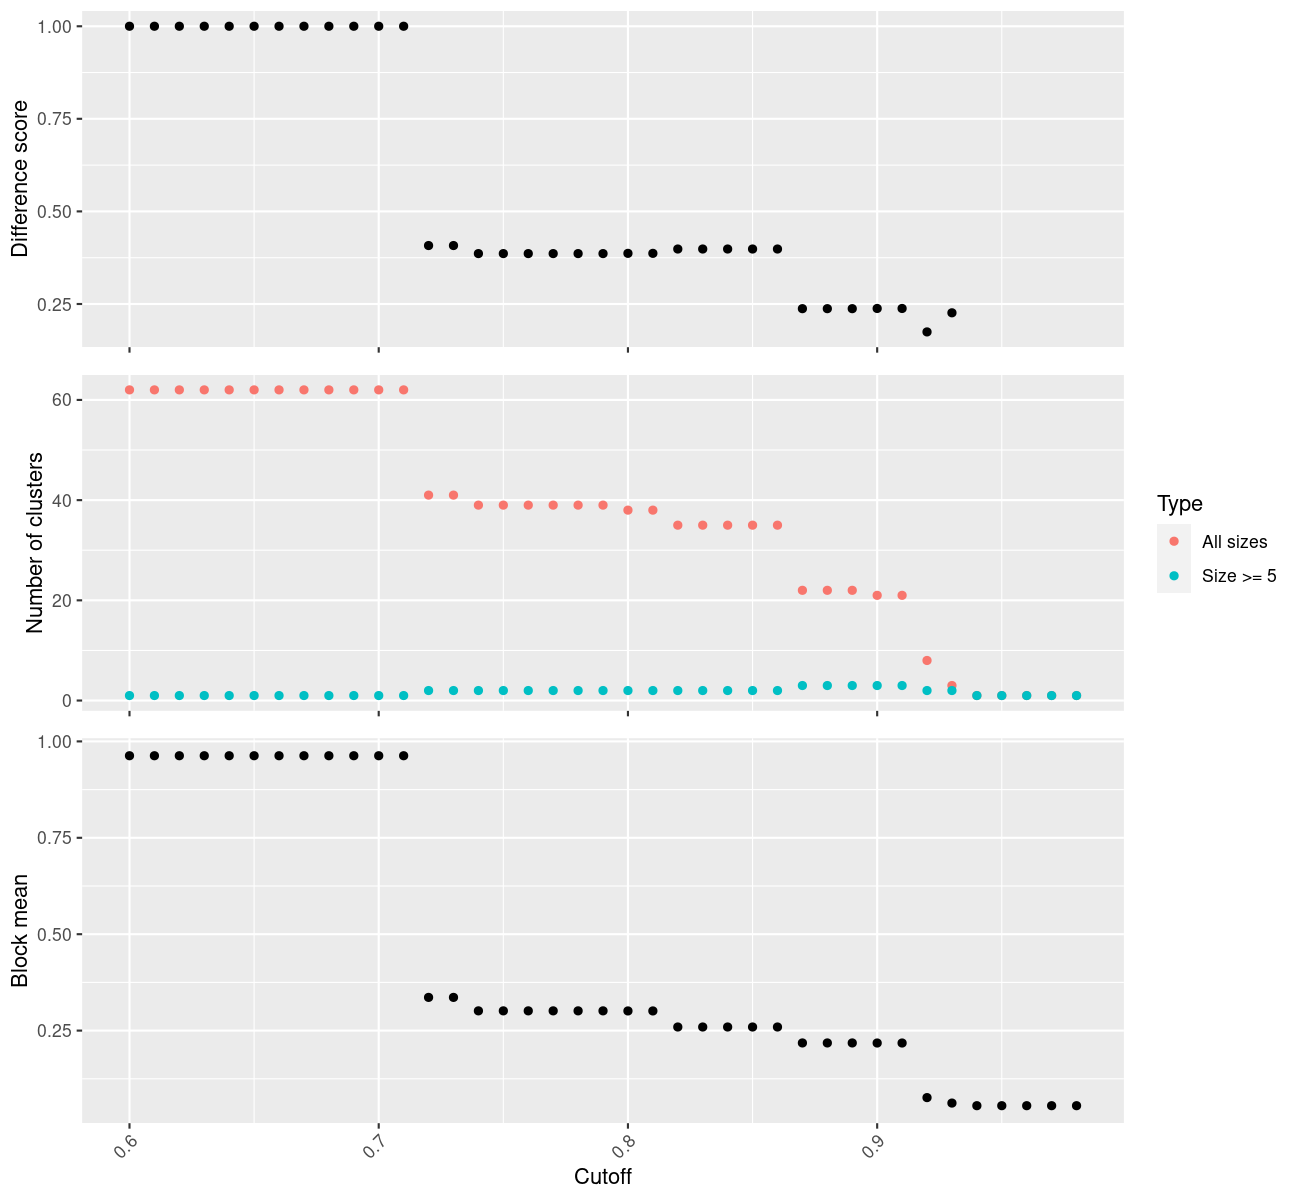 Difference score
1.00
0.75
0.50
0.25
Number of clusters
60
40
20
0
Type
All sizes
Size >= 5
Block mean
1.00
0.75
0.50
0.25
0.6
0.7
0.8
0.9
Cutoff